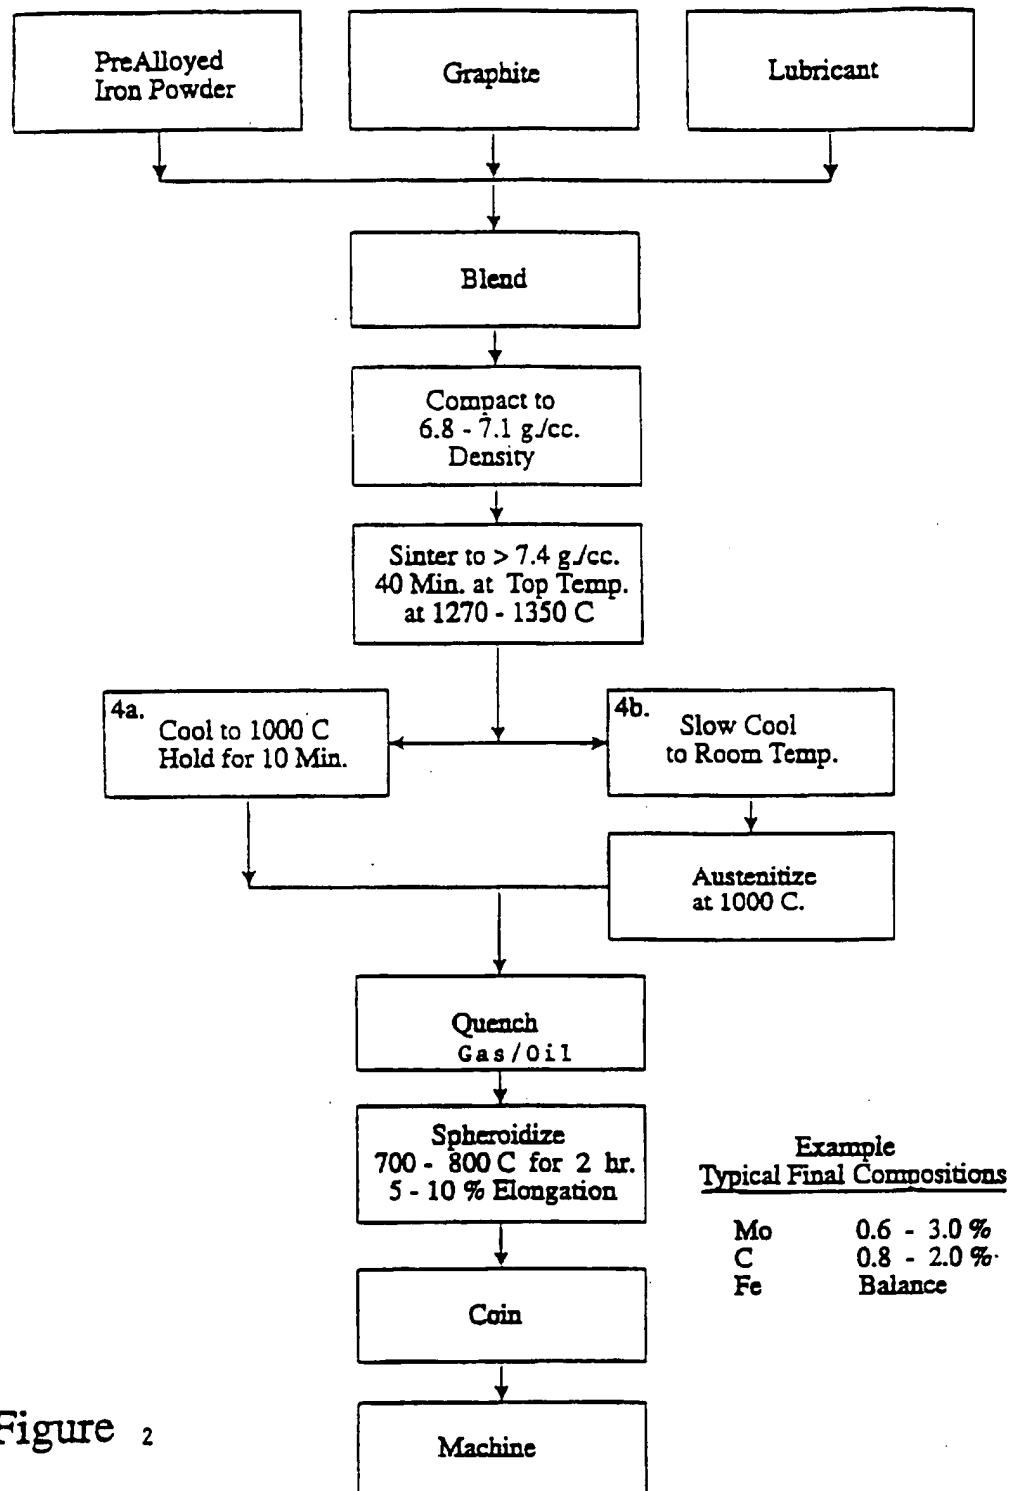 PreAlloyed
Iron Powder
Graphite
Lubricant
Blend
Compact to
6.8 - 7.1 g./cc.
Density
Sinter to > 7.4 g./cc.
40 Min. at Top Temp.
at 1270 - 1350 C
4a.
Cool to 1000 C
Hold for 10 Min.
4b.
Slow Cool
to Room Temp.
Austenitize
at 1000 C.
Quench
Gas/Oil
Spheroidize
700 - 800 C for 2 hr.
5 - 10 % Elongation
Example
Typical Final Compositions
Mo 0.6 - 3.0 %
C 0.8 - 2.0 %
Fe Balance
Coin
Machine
Figure 2